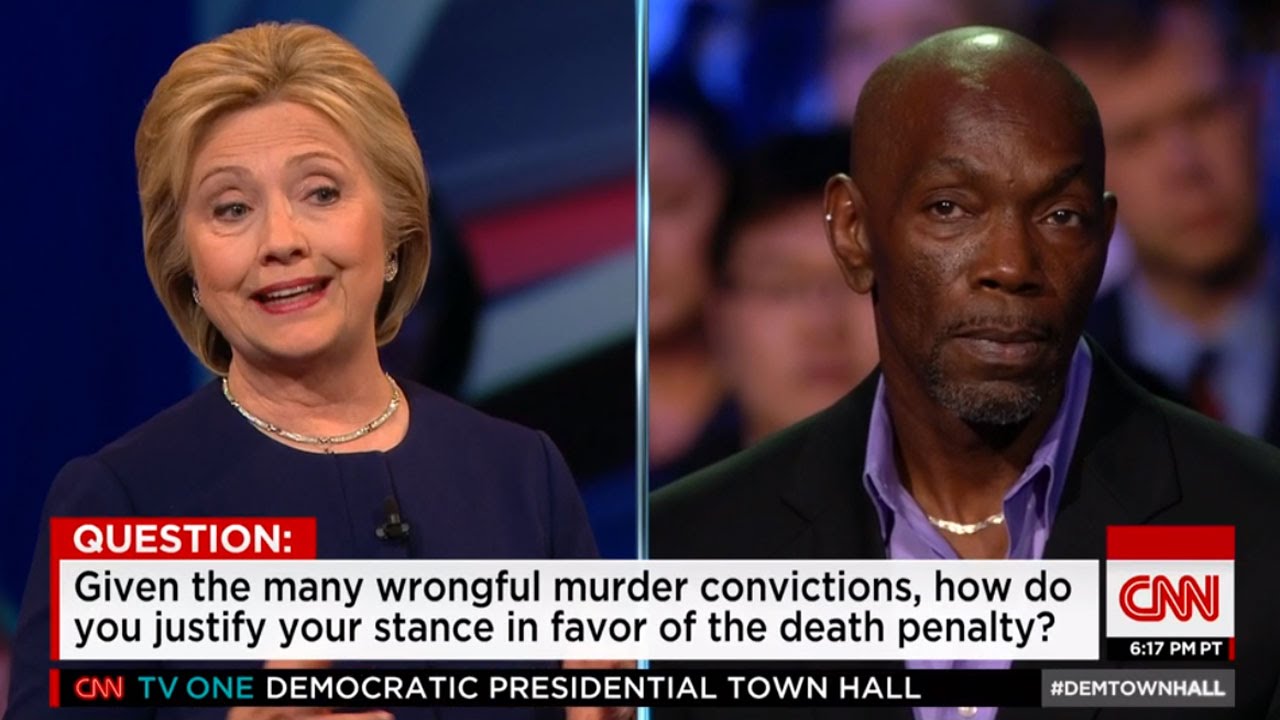 QUESTION:
Given the many wrongful murder convictions, how do
you justify your stance in favor of the death penalty?
CNN
6:17 PM PT
CNN TV ONE DEMOCRATIC PRESIDENTIAL TOWN HALL
#DEMTOWNHALL